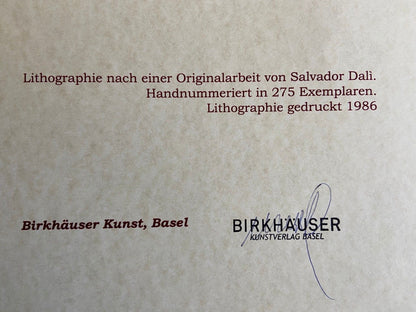 Lithographie nach einer Originalarbeit von Salvador Dalì.
Handnummeriert in 275 Exemplaren.
Lithographie gedruckt 1986
Birkhäuser Kunst, Basel
BIRKHÄUSER
KUNSTVERLAG BASEL